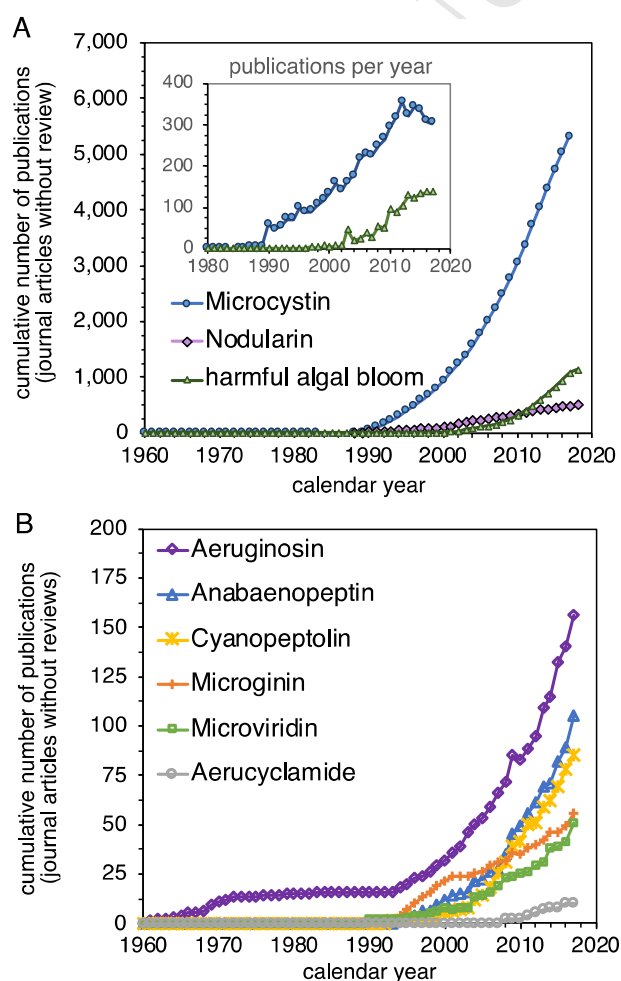 A
7,000
6,000
5,000
4,000
3,000
2,000
1,000
0
cumulative number of publications
(journal articles without review)
publications per year
400
300
200
100
0
1980 1990 2000 2010 2020
Microcystin
Nodularin
harmful algal bloom
1960 1970 1980 1990 2000 2010 2020
calendar year
B
200
175
150
125
100
75
50
25
0
cumulative number of publications
(journal articles without reviews)
Aeruginosin
Anabaenopeptin
Cyanopeptolin
Microginin
Microviridin
Aerucyclamide
1960 1970 1980 1990 2000 2010 2020
calendar year